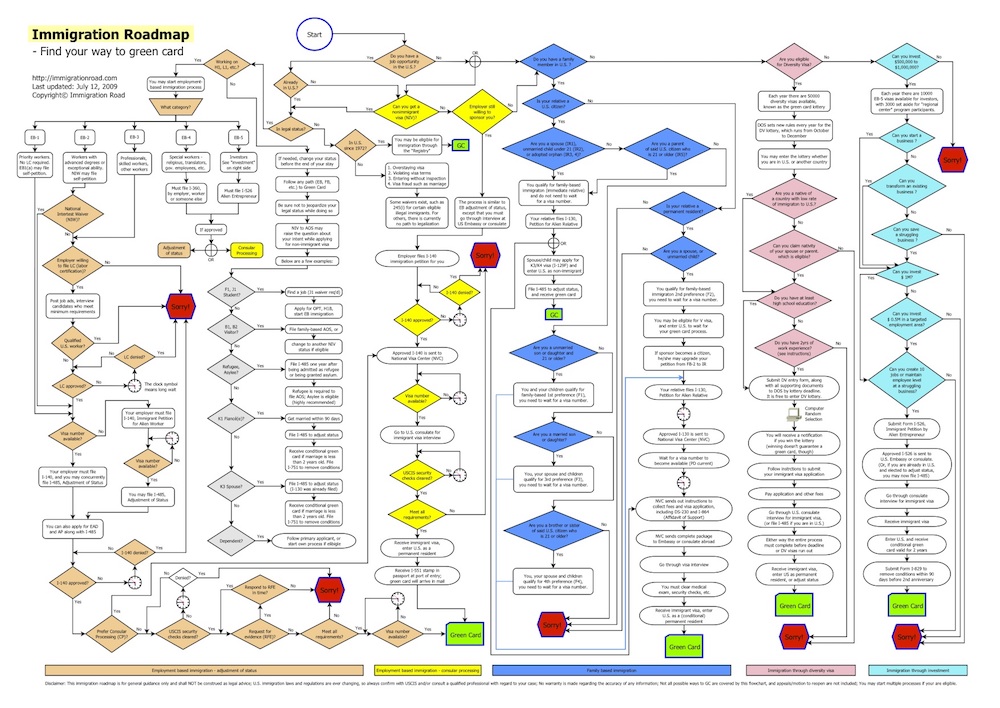 Immigration Roadmap
- Find your way to green card
http://immigrationroad.com
Last updated: July 12, 2009
Copyright© Immigration Road
Start
Working on
H1, L1, etc.?
You may start employment
based immigration process
What category?
EB-1
EB-2
EB-3
EB-4
EB-5
Priority workers.
No LC required.
EB1(a) may file
self-petition.
Workers with
advanced degrees or
exceptional ability.
NIW may file
self-petition.
Professionals,
skilled workers,
other workers
Special workers -
religious, translators,
gov. employees, etc.
Investors
See "Investment"
on right side
Must file I-360,
by employer, worker
or someone else
Must file I-526
Alien Entrepreneur
If approved
Adjustment
of status
OR
Consular
Processing
National
Interest Waiver
(NIW)?
Employer willing
to file LC (labor
certification)?
Post job ads, interview
candidates who meet
minimum requirements
Qualified
U.S. worker?
LC denied?
LC approved?
The clock symbol
means long wait
Sorry!
Visa number
available?
Your employer must file
I-140, Immigrant Petition
for Alien Worker
Visa number
available?
Your employer must file
I-140, and you may concurrently
file I-485, Adjustment of Status
You may file I-485,
Adjustment of Status
You can also apply for EAD
and AP along with I-485
I-140 denied?
I-140 approved?
Prefer Consular
Processing (CP)?
Denied?
USCIS security
checks cleared?
Respond to RFE
in time?
Request for
evidence (RFE)?
Sorry!
Meet all
requirements?
Visa number
available?
Green Card
Do you have a
job opportunity
in the U.S.?
OR
Already
in U.S.?
Can you get a
nonimmigrant
visa (NIV)?
Employer still
willing to
sponsor you?
In legal status?
In U.S.
since 1972?
You may be eligible for
immigration through
the "Registry"
GC
If needed, change your status
before the end of your stay
Follow any path (EB, FB,
etc.) to Green Card
Be sure not to jeopardize your
legal status while doing so
NIV to AOS may
raise the question about
your intent while applying
for non-immigrant visa
Below are a few examples:
1. Overstaying visa
2. Violating visa terms
3. Entering without inspection
4. Visa fraud such as marriage
Some waivers exist, such as
245(i) for certain eligible
illegal immigrants. For
others, there is currently
no path to legalization
The process is similar to
EB adjustment of status,
except that you must
go through interview at
US Embassy or consulate
F1, J1
Student?
Find a job (J1 waiver req'd)
Apply for OPT, H1B,
start EB immigration
B1, B2
Visitor?
File family-based AOS, or
change to another NIV
status if eligible
Refugee,
Asylee?
File I-485 one year after
being admitted as refugee
or being granted asylum.
Refugee is required to
file AOS; Asylee is eligible
(highly recommended)
K1 Fiancé(e)?
Get married within 90 days
File I-485 to adjust status
Receive conditional green
card if marriage is less
than 2 years old. File
I-751 to remove conditions
K3 Spouse?
File I-485 to adjust status
(I-130 was already filed)
Receive conditional green
card if marriage is less
than 2 years old. File
I-751 to remove conditions
Dependent?
Follow primary applicant, or
start own process if eligible
Employer files I-140
immigration petition for you
Sorry!
I-140 denied?
I-140 approved?
Approved I-140 is sent to
National Visa Center (NVC)
Visa number
available?
Go to U.S. consulate for
immigrant visa interview
USCIS security
checks cleared?
Meet all
requirements?
Receive immigrant visa,
enter U.S. as a
permanent resident
Receive I-551 stamp in
passport at port of entry;
green card will arrive in mail
Do you have a family
member in U.S.?
Is your relative a
U.S. citizen?
Are you a spouse (IR1),
unmarried child under 21 (IR2),
or adopted orphan (IR3, 4)?
Are you a parent
of said U.S. citizen who
is 21 or older (IR5)?
You qualify for family-based
immigration (immediate relative)
and do not need to
wait for a visa number.
Your relative files I-130,
Petition for Alien Relative
OR
Spouse/child may apply for
K3/K4 visa (I-129F) and
enter U.S. as non-immigrant
File I-485 to adjust status,
and receive green card
GC
Are you an unmarried
son or daughter and
21 or older?
You and your children qualify for
family-based 1st preference (F1),
you need to wait for a visa number.
Are you a married son
or daughter?
You, your spouse and children
qualify for 3rd preference (F3),
you need to wait for a visa number.
Are you a brother or sister
of said U.S. citizen who
is 21 or older?
You, your spouse and children
qualify for 4th preference (F4),
you need to wait for a visa number.
Sorry!
Is your relative a
permanent resident?
Are you a spouse, or
unmarried child?
You qualify for family-based
immigration 2nd preference (F2),
you need to wait for a visa number.
You may be eligible for V visa,
and enter U.S. to wait for
your green card process.
If sponsor becomes a citizen,
he/she may upgrade your
petition from FB-2 to IR
Your relative files I-130,
Petition for Alien Relative
Approved I-130 is sent to
National Visa Center (NVC)
Wait for a visa number to
become available (PD current)
NVC sends out instructions to
collect fees and visa application,
including DS-230 and I-864
(Affidavit of Support)
NVC sends complete package
to Embassy or consulate abroad
Go through visa interview
You must clear medical
exam, security checks, etc.
Receive immigrant visa, enter
U.S. as a (conditional)
permanent resident
Green Card
Are you eligible
for Diversity Visa?
Each year there are 50000
diversity visas available,
known as the green card lottery
DOS sets new rules every year for the
DV lottery, which runs from October
to December
You may enter the lottery whether
you are in U.S. or another country
Are you a native of a
country with low rate
of immigration to U.S.?
Can you claim nativity
of your spouse or parent,
which is eligible?
Do you have at least
high school education?
Do you have 2yrs of
work experience?
(see instructions)
Submit DV entry form, along
with all supporting documents
to DOS by lottery deadline.
It is free to enter DV lottery.
Computer
Random
Selection
You will receive a notification
if you win the lottery
(winning doesn't guarantee
a green card, though)
Follow instructions to submit
your immigrant visa application
Pay application and other fees
Go through U.S. consulate
interview for immigrant visa,
(or file I-485 if you are in U.S.)
Either way the entire process
must complete before deadline
or DV visas run out
Receive immigrant visa,
enter US as permanent
resident, or adjust status
Green Card
Sorry!
Can you invest
$500,000 to
$1,000,000?
Each year there are 10000
EB-5 visas available for investors,
with 3000 set aside for "regional
center" program participants.
Can you start a
business ?
Sorry!
Can you
transform an existing
business ?
Can you save
a struggling
business ?
Can you invest
$ 1M?
Can you invest
$ 0.5M in a targeted
employment area?
Can you create 10
jobs or maintain
employee level
at a struggling
business?
Submit Form I-526,
Immigrant Petition by
Alien Entrepreneur
Approved I-526 is sent to
U.S. Embassy or consulate.
(Or, if you are already in U.S.
and elected to adjust status,
you may now file I-485)
Go through consulate
interview for immigrant visa
Receive immigrant visa
Enter U.S. and receive
conditional green
card valid for 2 years
Submit Form I-829 to
remove conditions within 90
days before 2nd anniversary
Green Card
Sorry!
Employment based immigration - adjustment of status
Employment based immigration - consular processing
Family based immigration
Immigration through diversity visa
Immigration through investment
Disclaimer: This immigration roadmap is for general guidance only and shall NOT be construed as legal advice; U.S. immigration laws and regulations are ever changing, so always confirm with USCIS and/or consult a qualified professional with regard to your case; No warranty is made regarding the accuracy of any information; Not all possible ways to GC are covered by this flowchart, and appeals/motion to reopen are not included; You may start multiple processes if your are eligible.